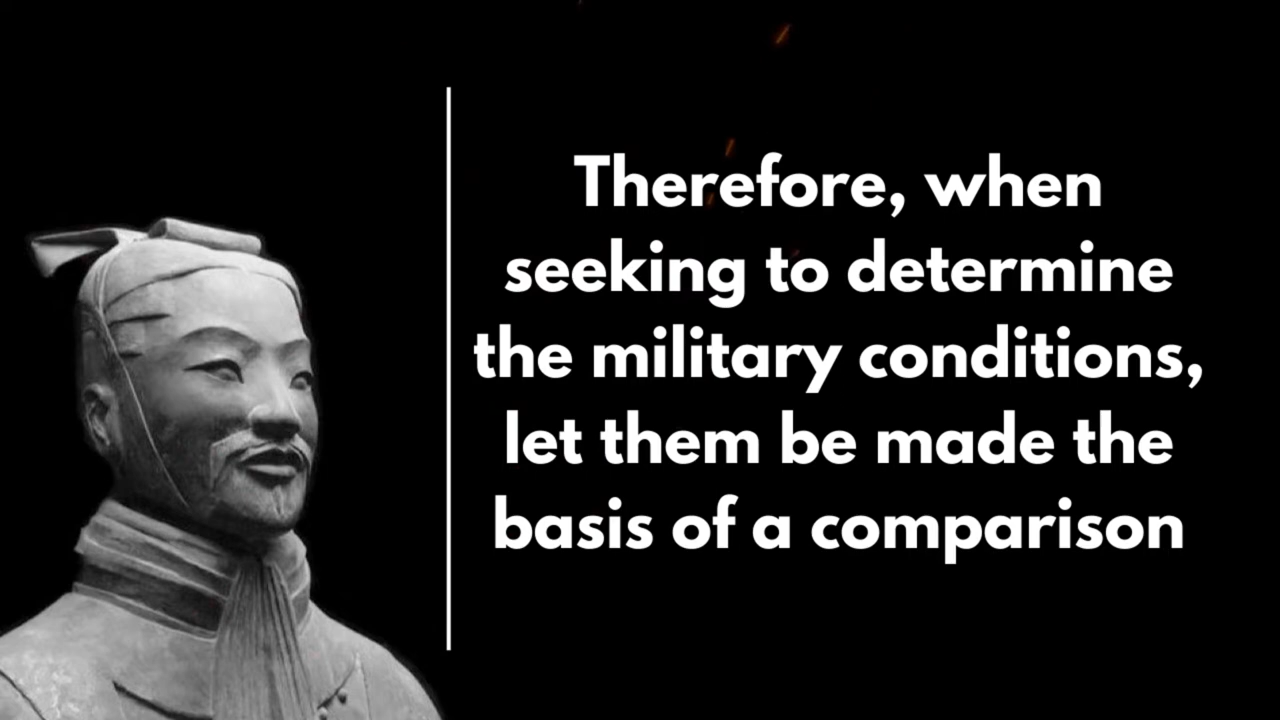 Therefore, when
seeking to determine
the military conditions,
let them be made the
basis of a comparison